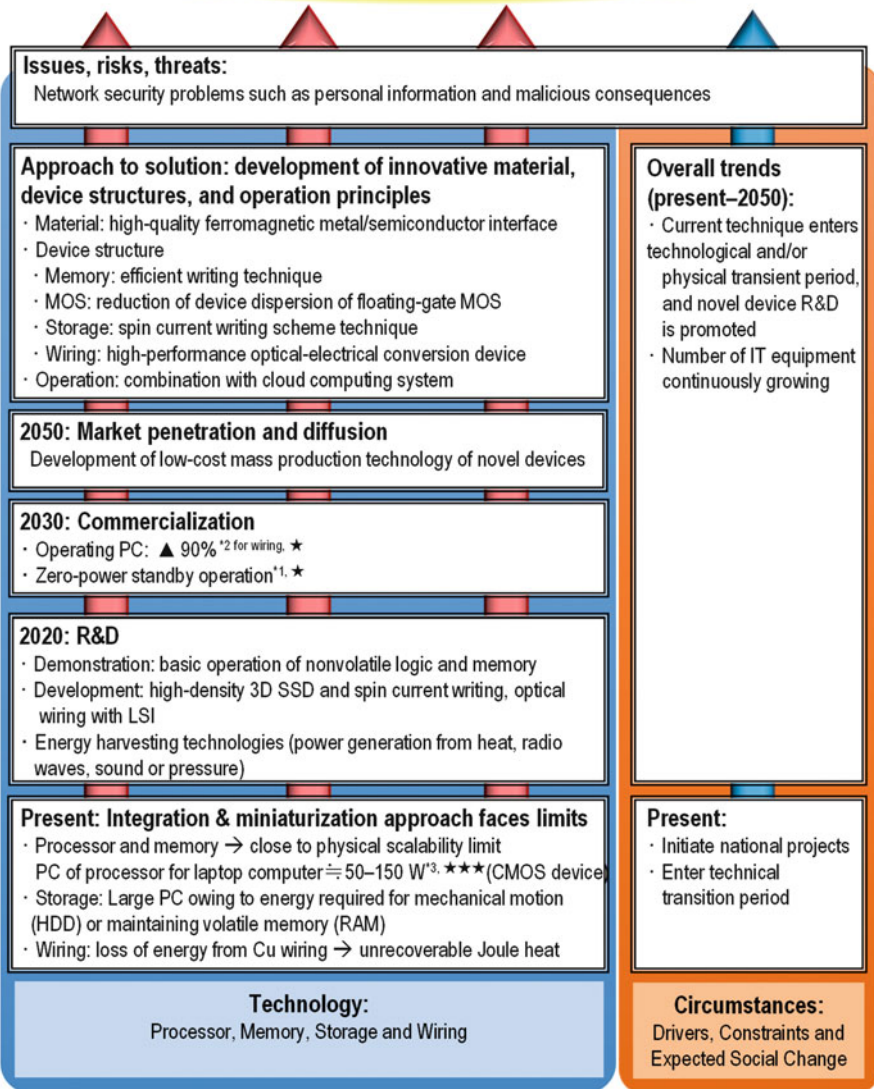 Issues, risks, threats:
Network security problems such as personal information and malicious consequences
Approach to solution: development of innovative material,
device structures, and operation principles
· Material: high-quality ferromagnetic metal/semiconductor interface
· Device structure
· Memory: efficient writing technique
· MOS: reduction of device dispersion of floating-gate MOS
· Storage: spin current writing scheme technique
· Wiring: high-performance optical-electrical conversion device
· Operation: combination with cloud computing system
2050: Market penetration and diffusion
Development of low-cost mass production technology of novel devices
2030: Commercialization
· Operating PC: ▲ 90%*2 for wiring, ★
· Zero-power standby operation*1, ★
2020: R&D
· Demonstration: basic operation of nonvolatile logic and memory
· Development: high-density 3D SSD and spin current writing, optical
wiring with LSI
· Energy harvesting technologies (power generation from heat, radio
waves, sound or pressure)
Present: Integration & miniaturization approach faces limits
· Processor and memory → close to physical scalability limit
PC of processor for laptop computer≒50–150 W*3, ★★★(CMOS device)
· Storage: Large PC owing to energy required for mechanical motion
(HDD) or maintaining volatile memory (RAM)
· Wiring: loss of energy from Cu wiring → unrecoverable Joule heat
Technology:
Processor, Memory, Storage and Wiring
Overall trends
(present–2050):
· Current technique enters
technological and/or
physical transient period,
and novel device R&D
is promoted
· Number of IT equipment
continuously growing
Present:
· Initiate national projects
· Enter technical
transition period
Circumstances:
Drivers, Constraints and
Expected Social Change